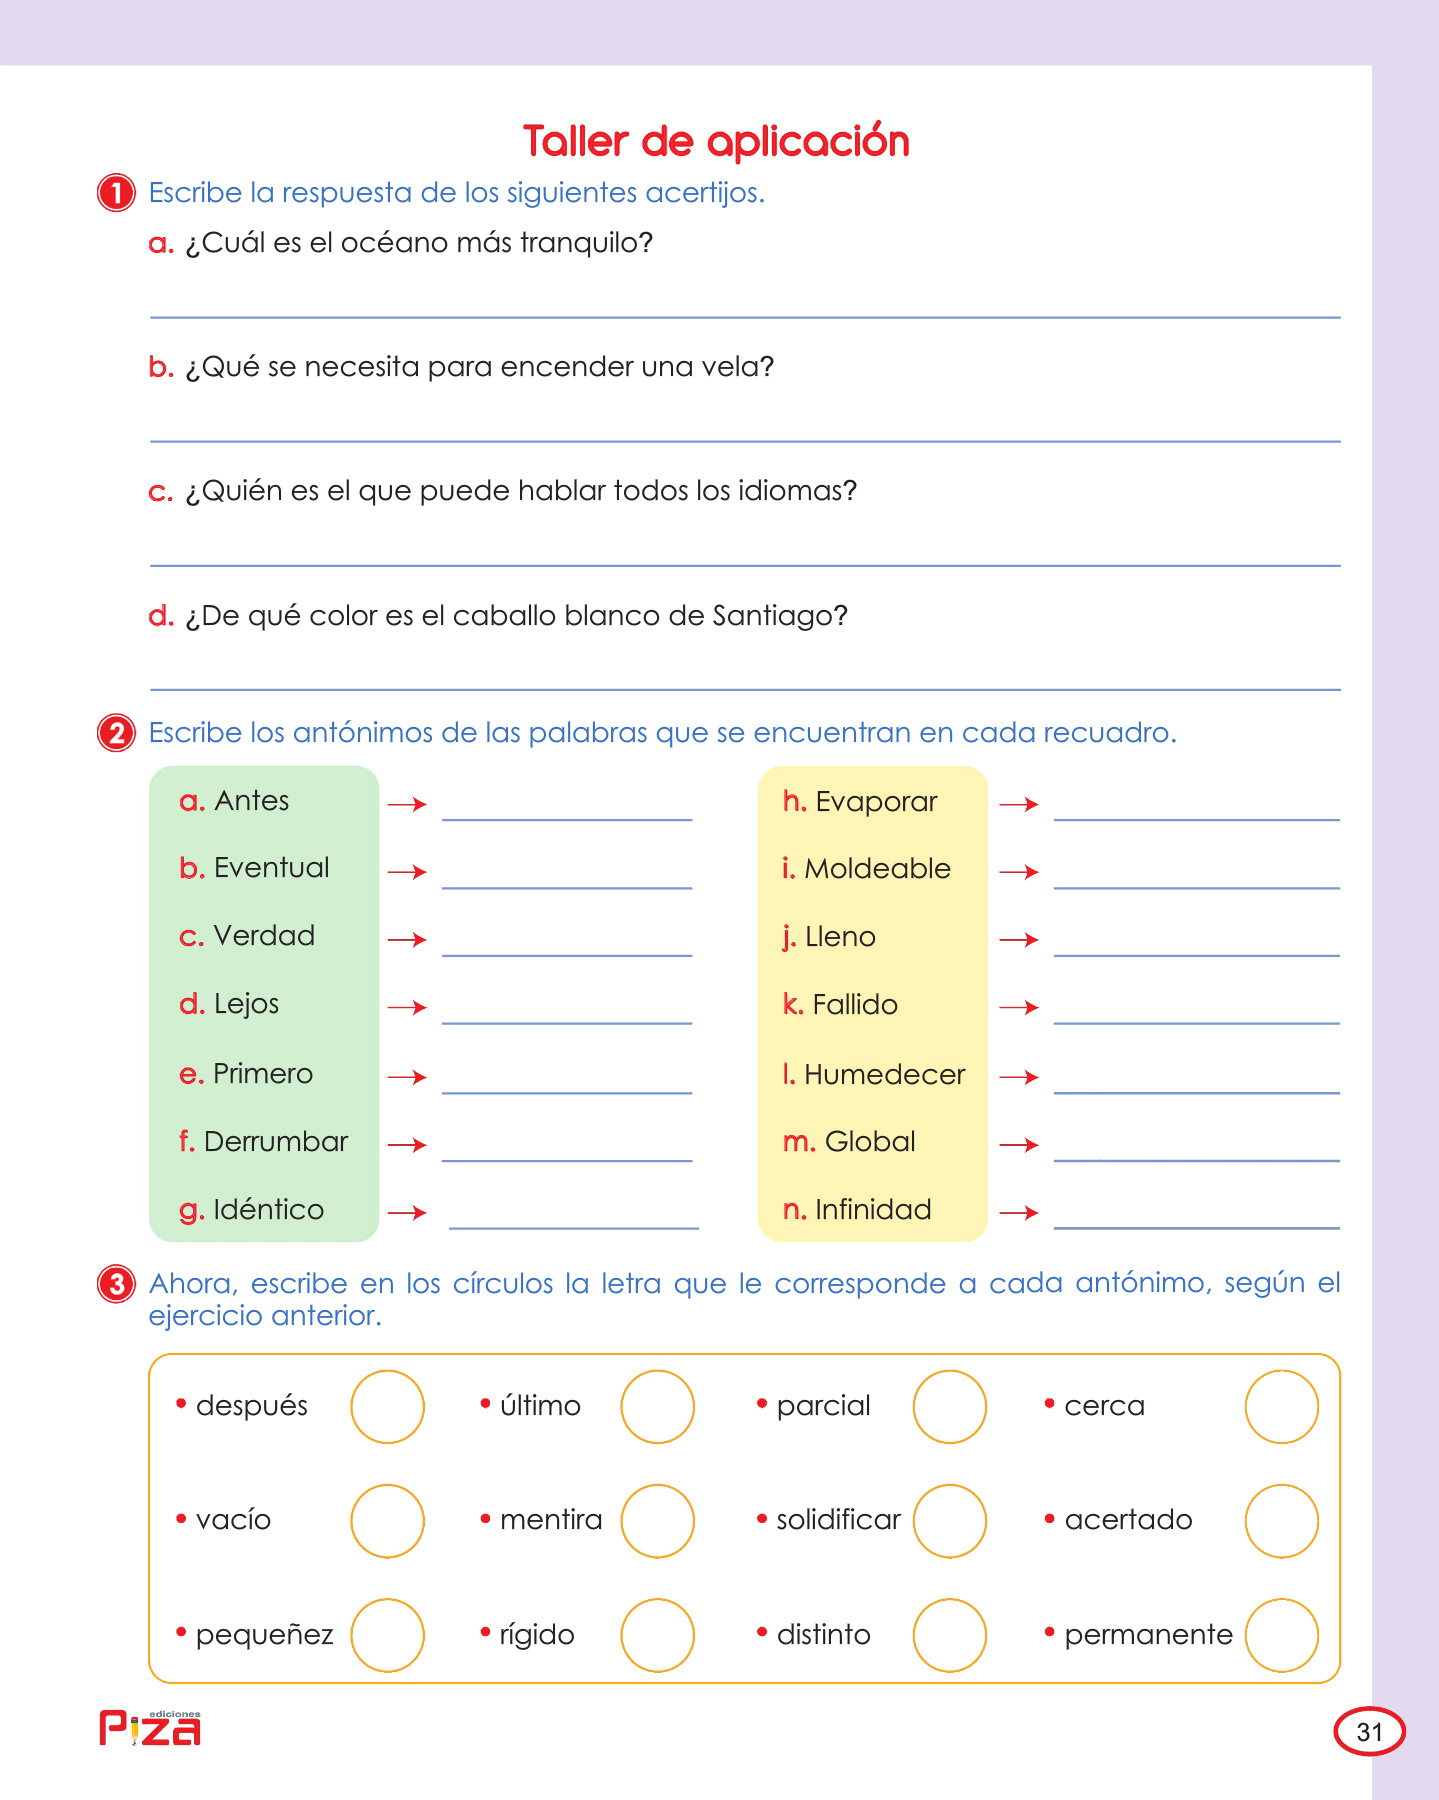 Taller de aplicación
1 Escribe la respuesta de los siguientes acertijos.
a. ¿Cuál es el océano más tranquilo?
b. ¿Qué se necesita para encender una vela?
c. ¿Quién es el que puede hablar todos los idiomas?
d. ¿De qué color es el caballo blanco de Santiago?
2 Escribe los antónimos de las palabras que se encuentran en cada recuadro.
a. Antes
b. Eventual
c. Verdad
d. Lejos
e. Primero
f. Derrumbar
g. Idéntico
h. Evaporar
i. Moldeable
j. Lleno
k. Fallido
l. Humedecer
m. Global
n. Infinidad
3 Ahora, escribe en los círculos la letra que le corresponde a cada antónimo, según el
ejercicio anterior.
• después • último • parcial • cerca
• vacío • mentira • solidificar • acertado
• pequeñez • rígido • distinto • permanente
ediciones
Piza
31